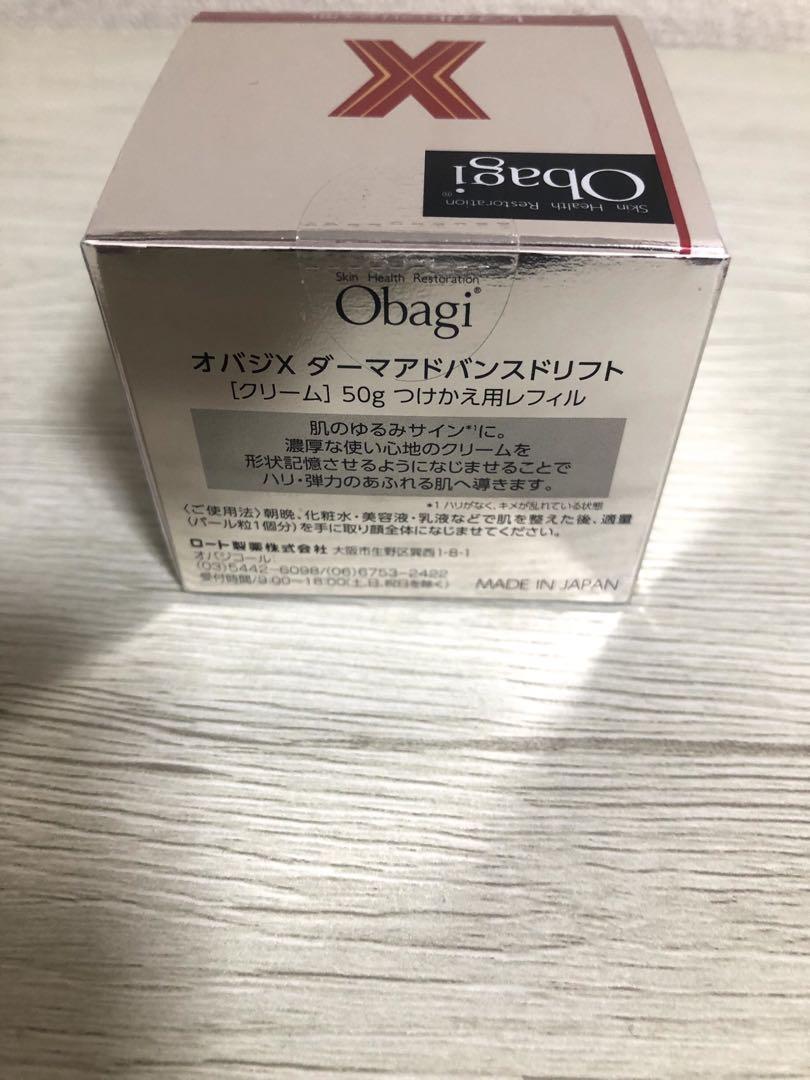 X
Obagi®
Skin Health Restoration
Skin Health Restoration
Obagi®
オバジX ダーマアドバンスドリフト
［クリーム］50g つけかえ用レフィル
肌のゆるみサイン*¹に。
濃厚な使い心地のクリームを
形状記憶させるようになじませることで
ハリ・弾力のあふれる肌へ導きます。
*1 ハリがなく、キメが乱れている状態
〈ご使用法〉朝晩、化粧水・美容液・乳液などで肌を整えた後、適量
（パール粒1個分）を手に取り顔全体になじませてください。
ロート製薬株式会社 大阪市生野区巽西1-8-1
オバジコール:
(03)5442-6098/(06)6753-2422
受付時間/9:00〜18:00(土、日、祝日を除く)
MADE IN JAPAN